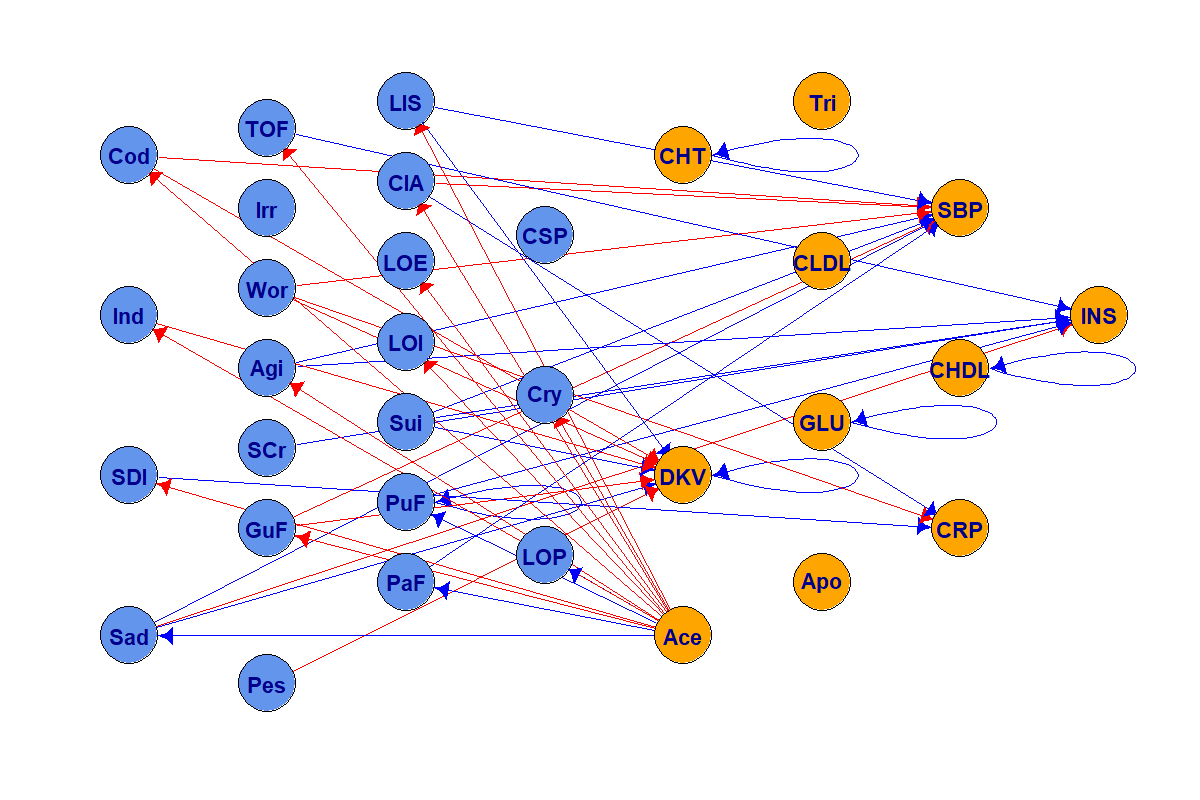 LIS
Tri
TOF
Cod
CHT
CIA
Irr
SBP
CSP
LOE
CLDL
Wor
Ind
INS
LOI
Agi
CHDL
Cry
Sui
GLU
SCr
SDI
DKV
PuF
GuF
CRP
LOP
PaF
Apo
Sad
Ace
Pes